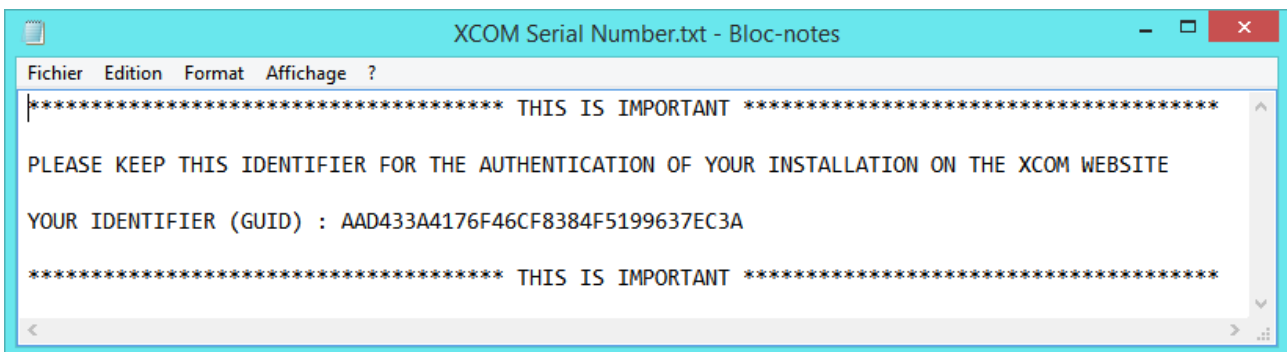 XCOM Serial Number.txt - Bloc-notes
Fichier Edition Format Affichage ?
************************************** THIS IS IMPORTANT **************************************
PLEASE KEEP THIS IDENTIFIER FOR THE AUTHENTICATION OF YOUR INSTALLATION ON THE XCOM WEBSITE
YOUR IDENTIFIER (GUID) : AAD433A4176F46CF8384F5199637EC3A
************************************** THIS IS IMPORTANT **************************************